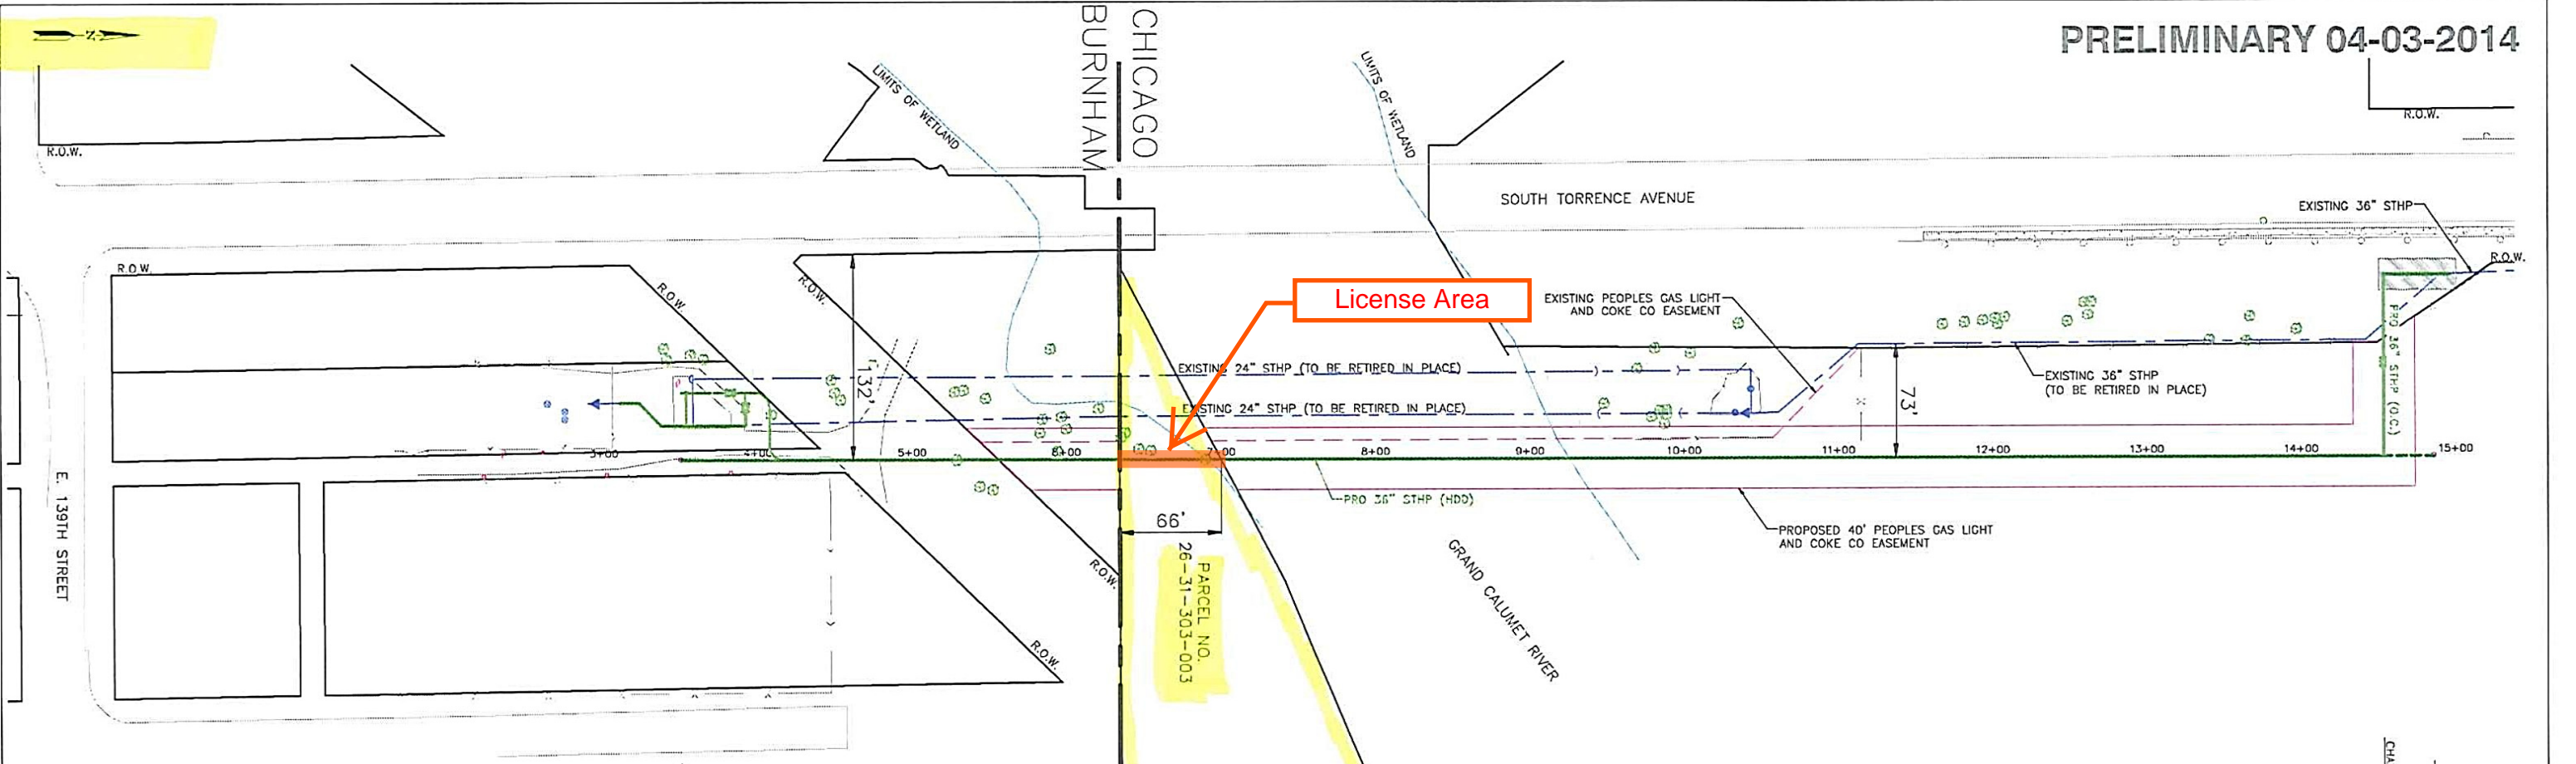 N
PRELIMINARY 04-03-2014
CHICAGO
BURNHAM
LIMITS OF WETLAND
LIMITS OF WETLAND
R.O.W.
R.O.W.
SOUTH TORRENCE AVENUE
EXISTING 36" STHP
R.O.W.
R.O.W.
R.O.W.
R.O.W.
License Area
EXISTING PEOPLES GAS LIGHT
AND COKE CO EASEMENT
132'
EXISTING 24" STHP (TO BE RETIRED IN PLACE)
EXISTING 24" STHP (TO BE RETIRED IN PLACE)
73'
EXISTING 36" STHP
(TO BE RETIRED IN PLACE)
PRO 36" STHP (O.C.)
3+00 4+00 5+00 6+00 7+00 8+00 9+00 10+00 11+00 12+00 13+00 14+00 15+00
E. 139TH STREET
PRO 36" STHP (HDD)
66'
PROPOSED 40' PEOPLES GAS LIGHT
AND COKE CO EASEMENT
PARCEL NO.
26-31-303-003
GRAND CALUMET RIVER
R.O.W.
R.O.W.